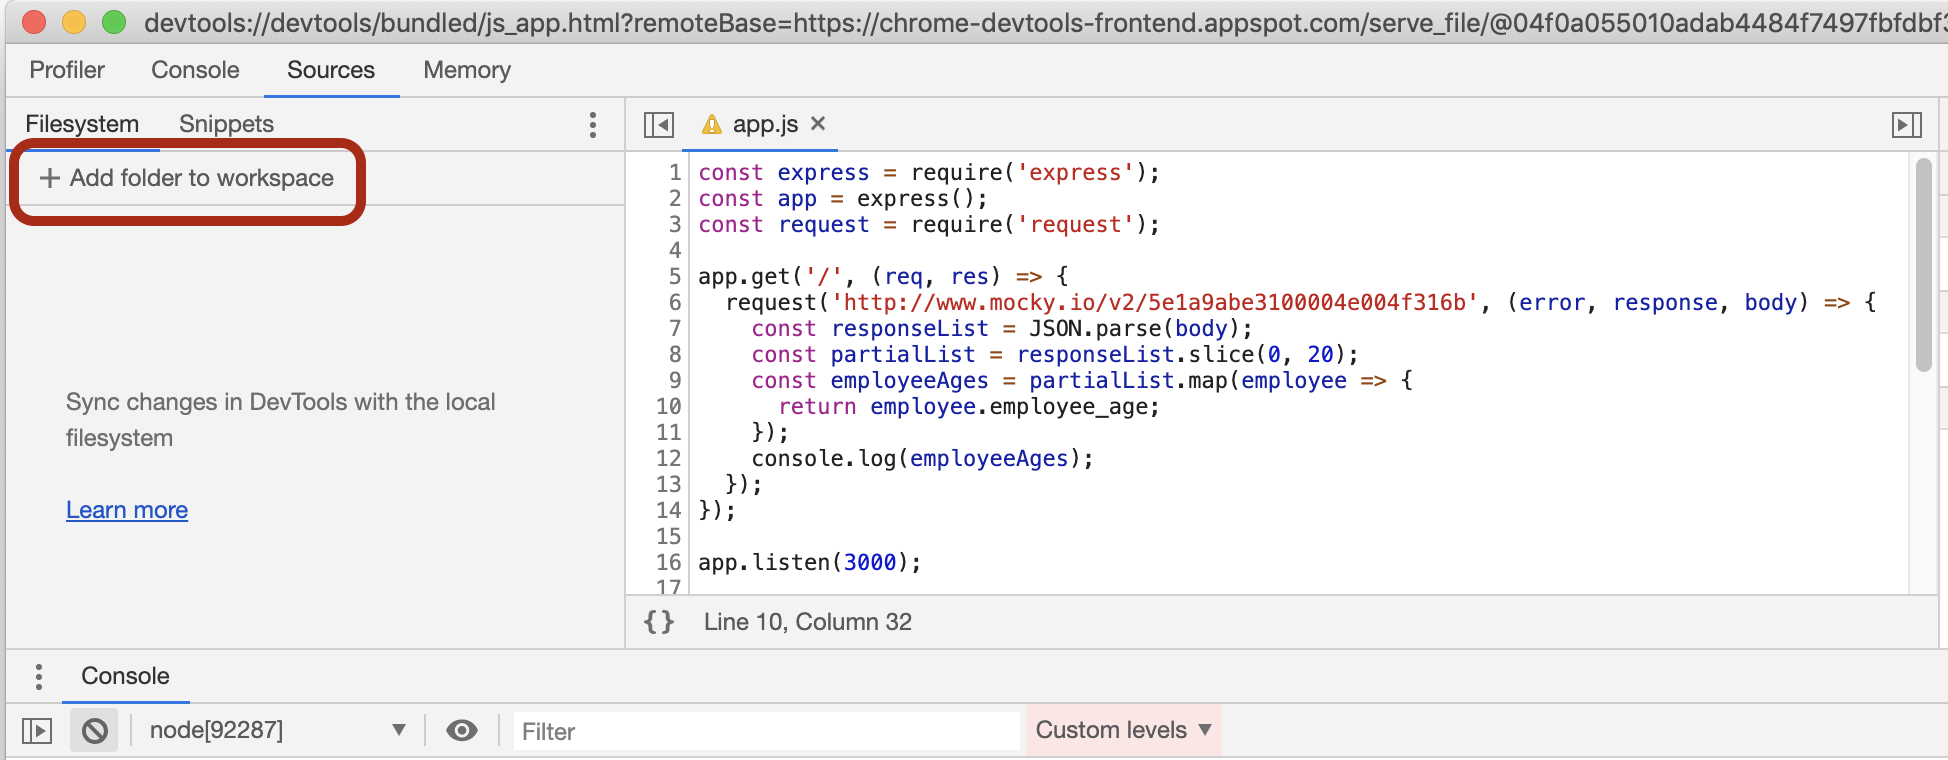 devtools://devtools/bundled/js_app.html?remoteBase=https://chrome-devtools-frontend.appspot.com/serve_file/@04f0a055010adab4484f7497fbfdbf3
Profiler Console Sources Memory
Filesystem Snippets
app.js ×
+ Add folder to workspace
Sync changes in DevTools with the local
filesystem
Learn more
1 const express = require('express');
2 const app = express();
3 const request = require('request');
4
5 app.get('/', (req, res) => {
6 request('http://www.mocky.io/v2/5e1a9abe3100004e004f316b', (error, response, body) => {
7 const responseList = JSON.parse(body);
8 const partialList = responseList.slice(0, 20);
9 const employeeAges = partialList.map(employee => {
10 return employee.employee_age;
11 });
12 console.log(employeeAges);
13 });
14 });
15
16 app.listen(3000);
17
{} Line 10, Column 32
Console
node[92287] ▼ Filter Custom levels ▼